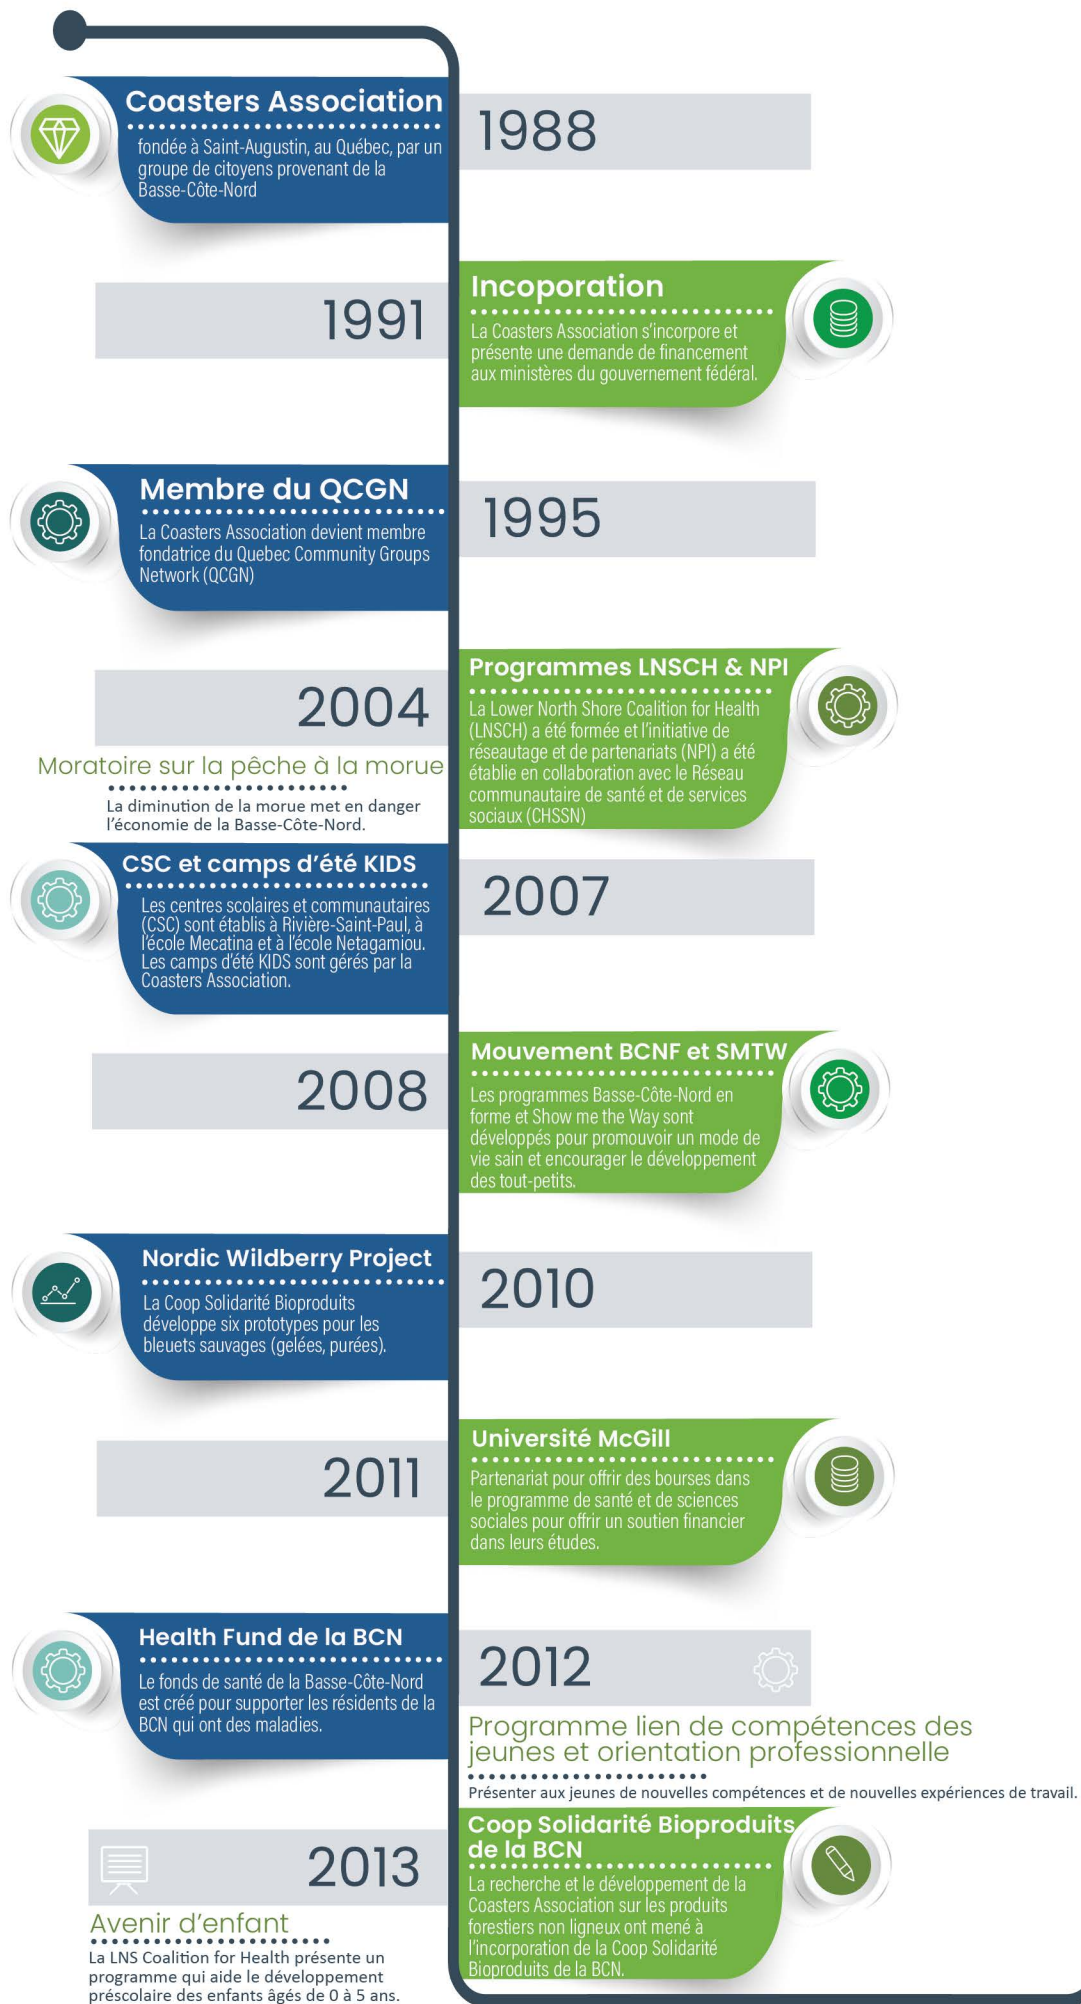 Coasters Association
fondée à Saint-Augustin, au Québec, par un
groupe de citoyens provenant de la
Basse-Côte-Nord
1988
1991
Incoporation
La Coasters Association s'incorpore et
présente une demande de financement
aux ministères du gouvernement fédéral.
Membre du QCGN
La Coasters Association devient membre
fondatrice du Quebec Community Groups
Network (QCGN)
1995
2004
Moratoire sur la pêche à la morue
La diminution de la morue met en danger
l'économie de la Basse-Côte-Nord.
Programmes LNSCH & NPI
La Lower North Shore Coalition for Health
(LNSCH) a été formée et l'initiative de
réseautage et de partenariats (NPI) a été
établie en collaboration avec le Réseau
communautaire de santé et de services
sociaux (CHSSN)
CSC et camps d'été KIDS
Les centres scolaires et communautaires
(CSC) sont établis à Rivière-Saint-Paul, à
l'école Mecatina et à l'école Netagamiou.
Les camps d'été KIDS sont gérés par la
Coasters Association.
2007
2008
Mouvement BCNF et SMTW
Les programmes Basse-Côte-Nord en
forme et Show me the Way sont
développés pour promouvoir un mode de
vie sain et encourager le développement
des tout-petits.
Nordic Wildberry Project
La Coop Solidarité Bioproduits
développe six prototypes pour les
bleuets sauvages (gelées, purées).
2010
2011
Université McGill
Partenariat pour offrir des bourses dans
le programme de santé et de sciences
sociales pour offrir un soutien financier
dans leurs études.
Health Fund de la BCN
Le fonds de santé de la Basse-Côte-Nord
est créé pour supporter les résidents de la
BCN qui ont des maladies.
2012
Programme lien de compétences des
jeunes et orientation professionnelle
Présenter aux jeunes de nouvelles compétences et de nouvelles expériences de travail.
2013
Avenir d'enfant
La LNS Coalition for Health présente un
programme qui aide le développement
préscolaire des enfants âgés de 0 à 5 ans.
Coop Solidarité Bioproduits
de la BCN
La recherche et le développement de la
Coasters Association sur les produits
forestiers non ligneux ont mené à
l'incorporation de la Coop Solidarité
Bioproduits de la BCN.